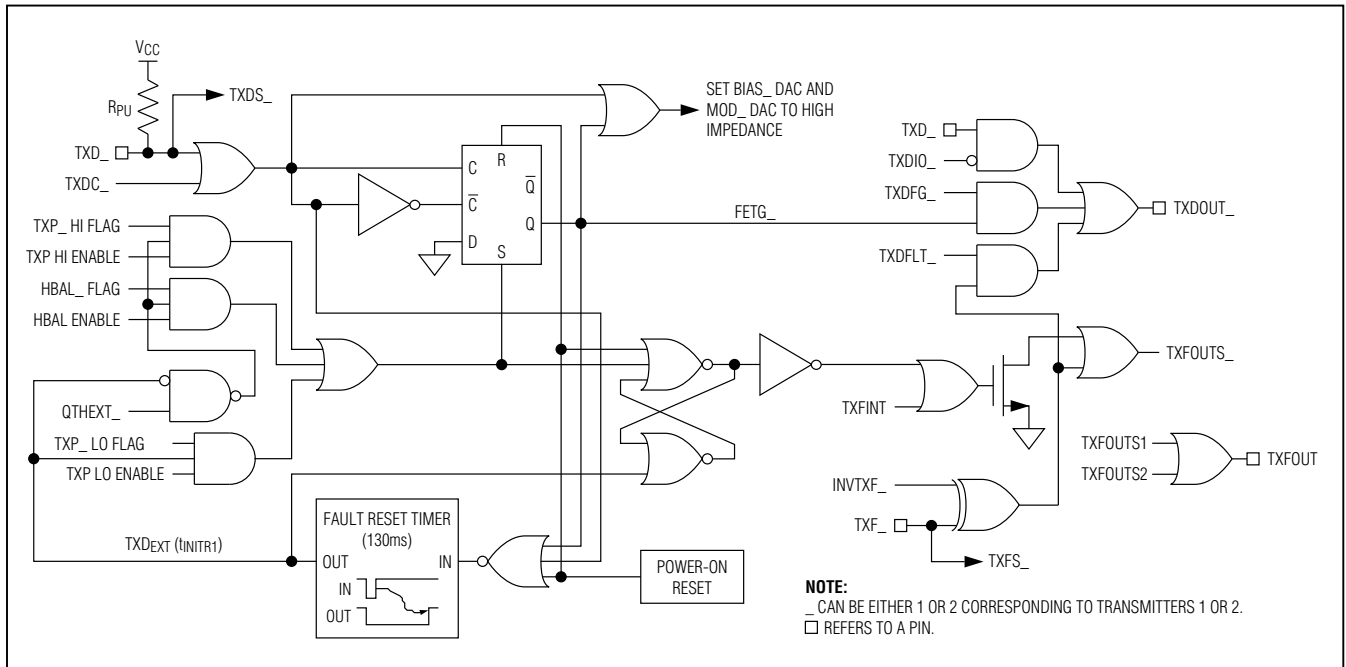 VCC
RPU
TXDS_
TXD_
TXDC_
SET BIAS_ DAC AND
MOD_ DAC TO HIGH
IMPEDANCE
R
C
C
D
S
Q
Q
FETG_
TXD_
TXDIO_
TXDFG_
TXDFLT_
TXDOUT_
TXP_ HI FLAG
TXP HI ENABLE
HBAL_ FLAG
HBAL ENABLE
QTHEXT_
TXP_ LO FLAG
TXP LO ENABLE
TXFINT
TXFOUTS_
TXFOUTS1
TXFOUTS2
TXFOUT
INVTXF_
TXF_
TXFS_
TXDEXT (tINITR1)
FAULT RESET TIMER
(130ms)
OUT
IN
IN
OUT
POWER-ON
RESET
NOTE:
_ CAN BE EITHER 1 OR 2 CORRESPONDING TO TRANSMITTERS 1 OR 2.
□ REFERS TO A PIN.